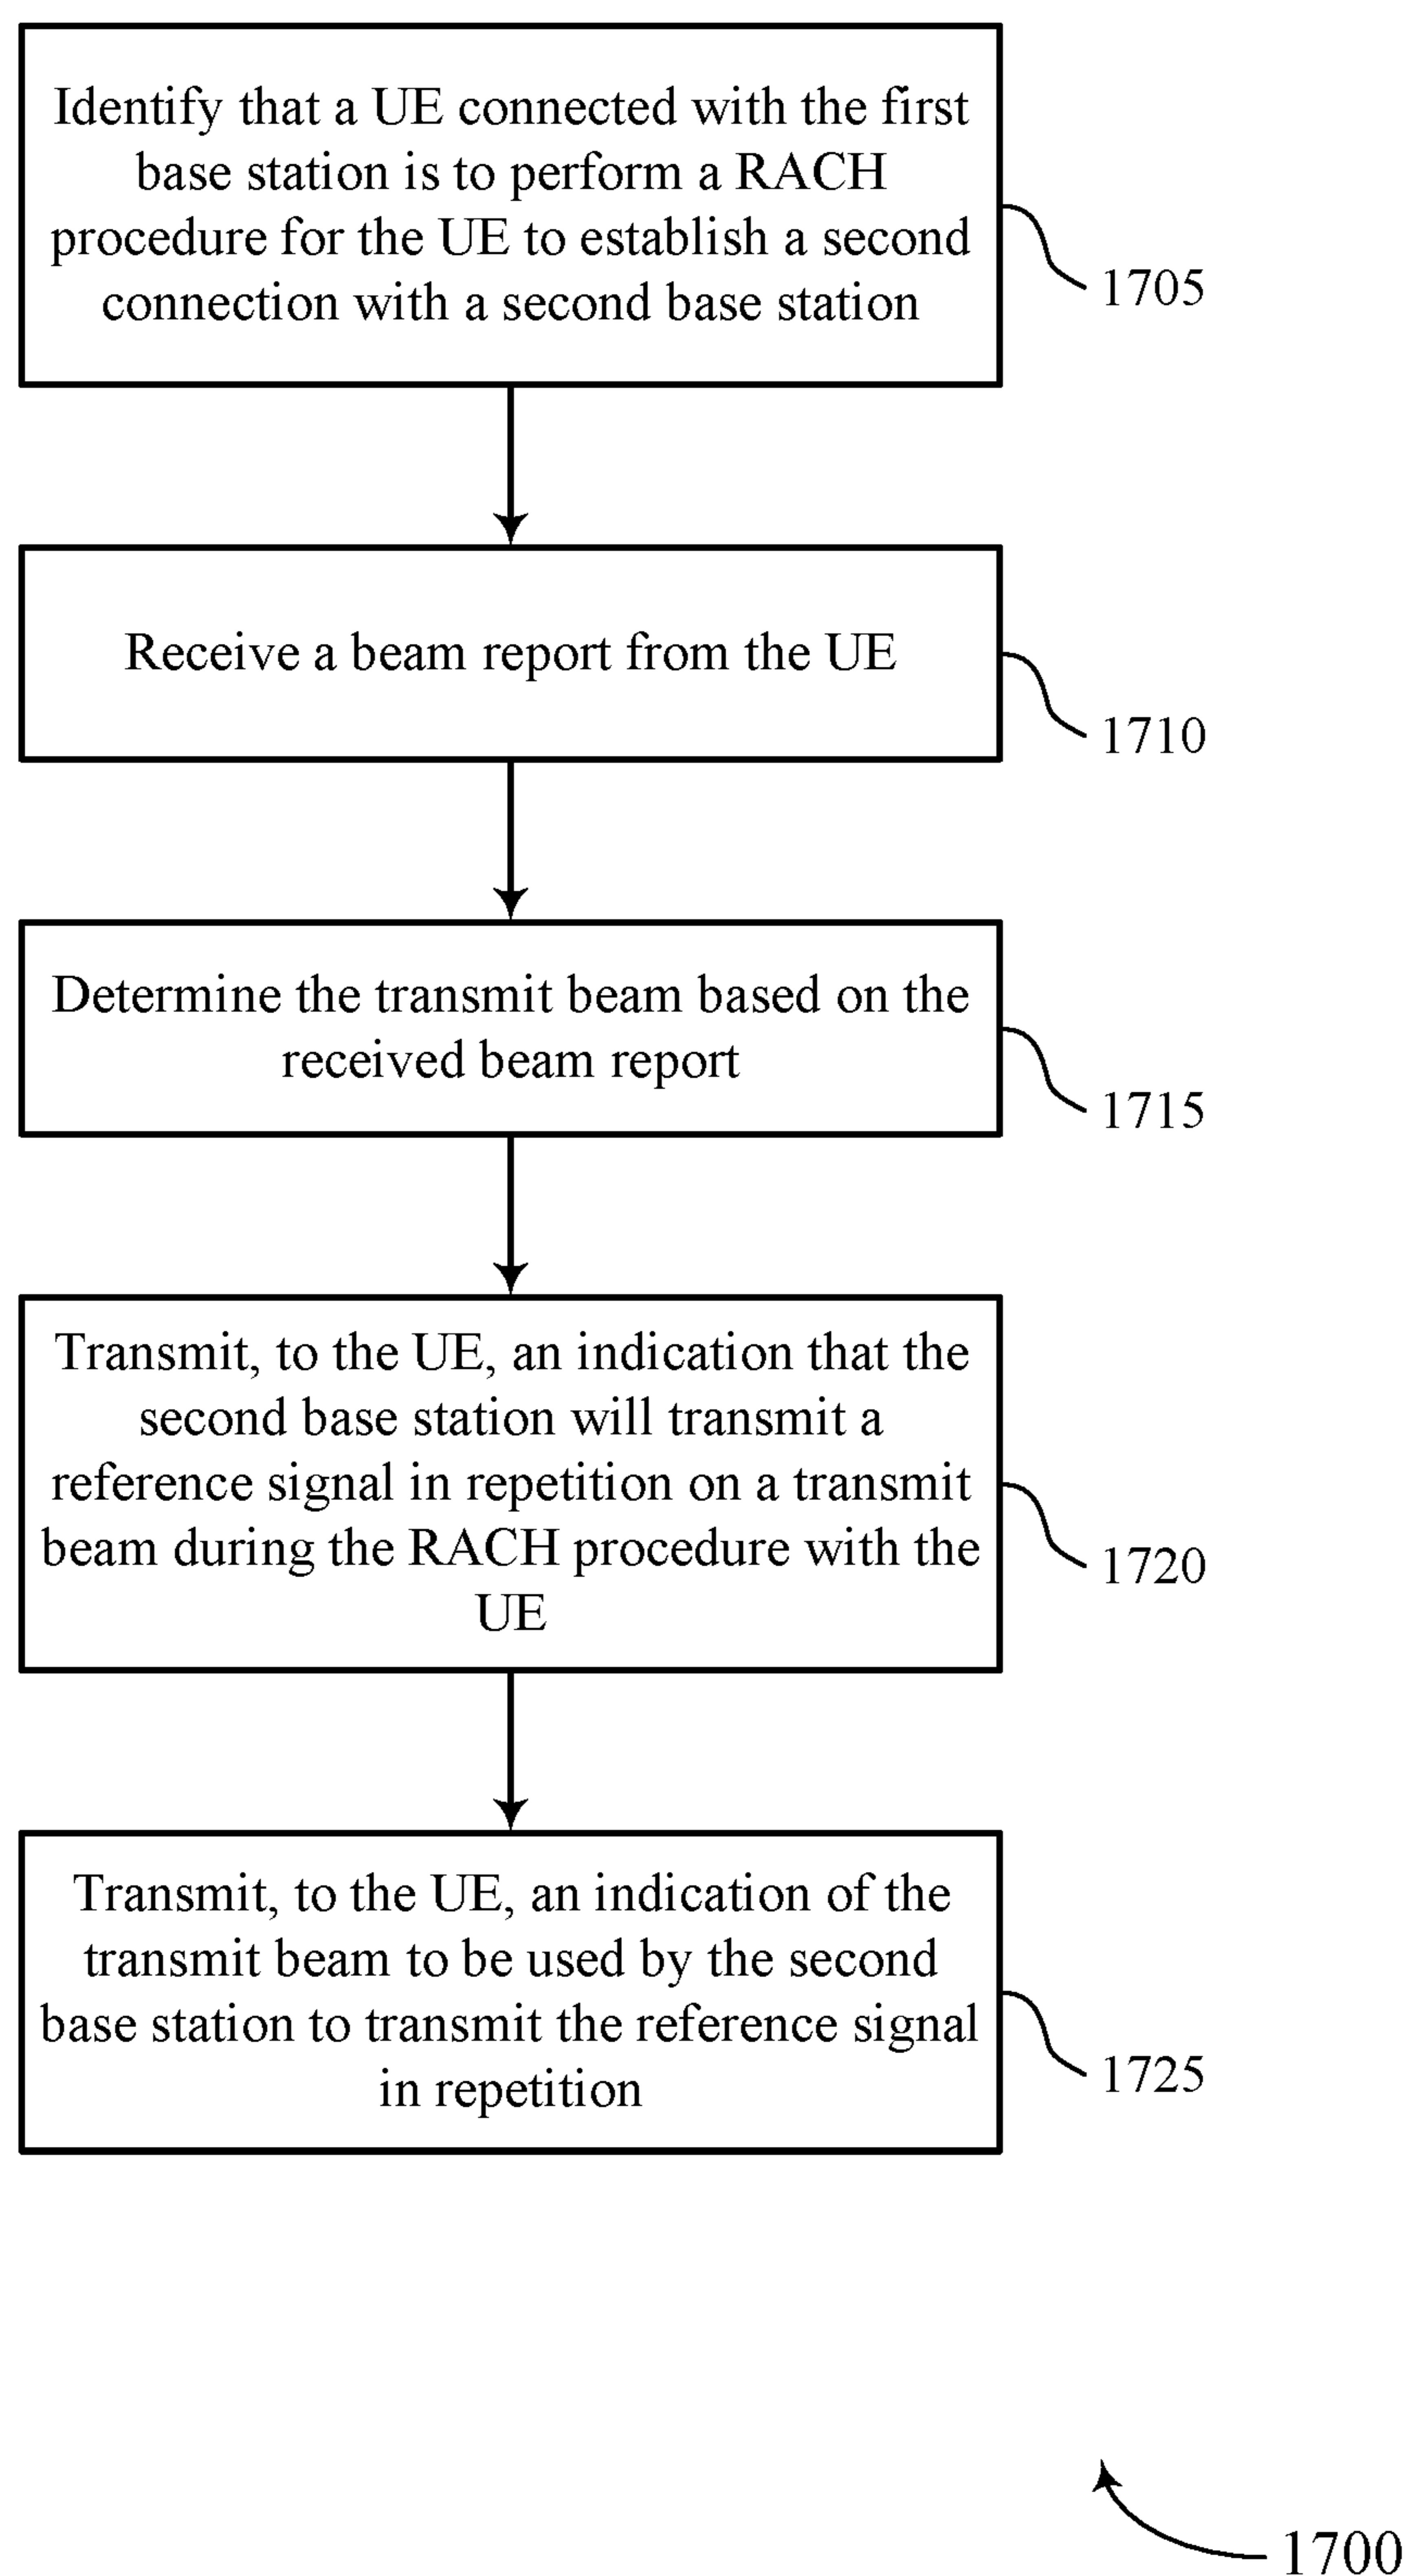 Identify that a UE connected with the first
base station is to perform a RACH
procedure for the UE to establish a second
connection with a second base station
1705
Receive a beam report from the UE
1710
Determine the transmit beam based on the
received beam report
1715
Transmit, to the UE, an indication that the
second base station will transmit a
reference signal in repetition on a transmit
beam during the RACH procedure with the
UE
1720
Transmit, to the UE, an indication of the
transmit beam to be used by the second
base station to transmit the reference signal
in repetition
1725
1700